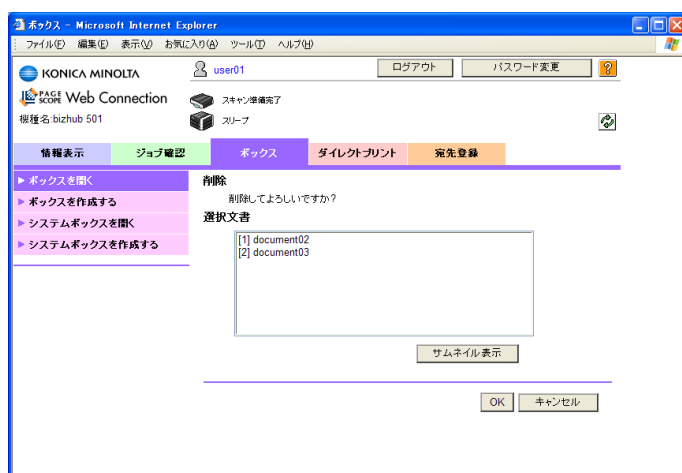 ボックス - Microsoft Internet Explorer
ファイル(F) 編集(E) 表示(V) お気に入り(A) ツール(T) ヘルプ(H)
KONICA MINOLTA
user01
ログアウト
パスワード変更
?
PAGE SCOPE Web Connection
スキャン準備完了
機種名:bizhub 501
スリープ
情報表示 ジョブ確認 ボックス ダイレクトプリント 宛先登録
ボックスを開く
ボックスを作成する
システムボックスを開く
システムボックスを作成する
削除
削除してよろしいですか?
選択文書
[1] document02
[2] document03
サムネイル表示
OK キャンセル